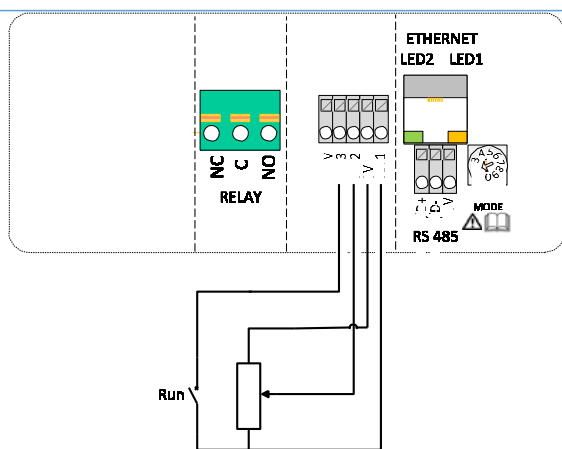 ETHERNET
LED2 LED1
NC C NO
RELAY
V 3 2 V 1
MODE
RS 485
Run